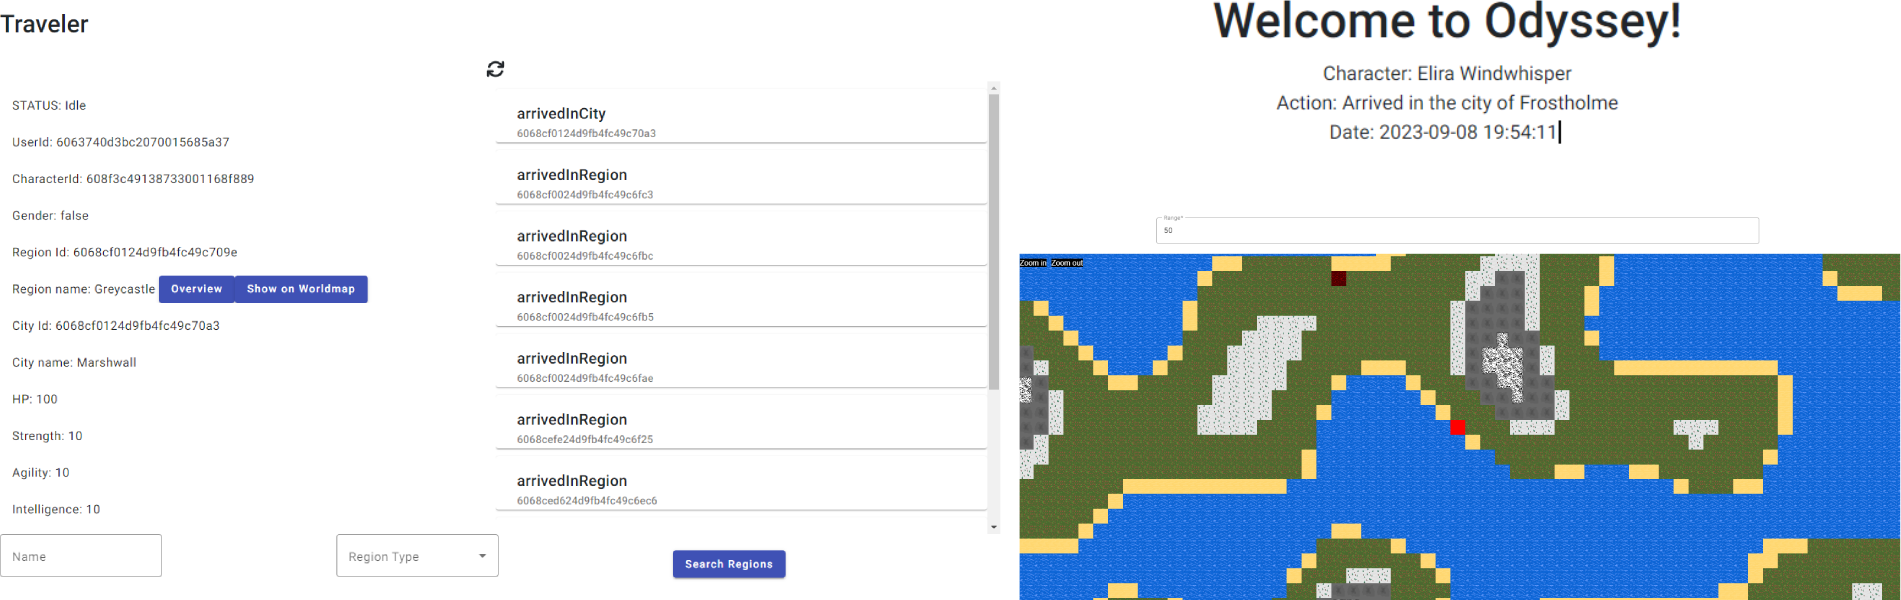 Traveler
STATUS: Idle
UserId: 6063740d3bc2070015685a37
CharacterId: 608f3c49138733001168f889
Gender: false
Region Id: 6068cf0124d9fb4fc49c709e
Region name: Greycastle Overview Show on Worldmap
City Id: 6068cf0124d9fb4fc49c70a3
City name: Marshwall
HP: 100
Strength: 10
Agility: 10
Intelligence: 10
Name
Region Type
arrivedInCity
6068cf0124d9fb4fc49c70a3
arrivedInRegion
6068cf0024d9fb4fc49c6fc3
arrivedInRegion
6068cf0024d9fb4fc49c6fbc
arrivedInRegion
6068cf0024d9fb4fc49c6fb5
arrivedInRegion
6068cf0024d9fb4fc49c6fae
arrivedInRegion
6068cefe24d9fb4fc49c6f25
arrivedInRegion
6068ced624d9fb4fc49c6ec6
Search Regions
Welcome to Odyssey!
Character: Elira Windwhisper
Action: Arrived in the city of Frostholme
Date: 2023-09-08 19:54:11
Range*
50
Zoom in Zoom out